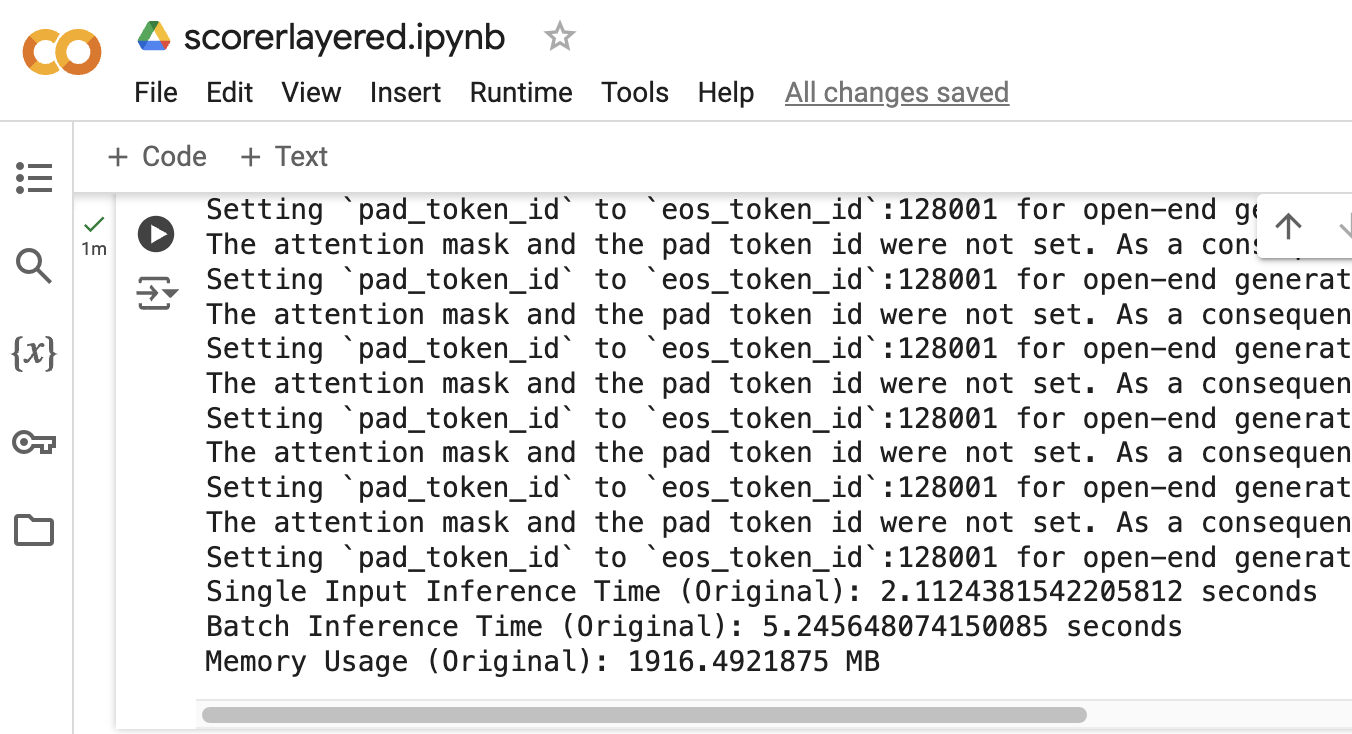 scorerlayered.ipynb
File Edit View Insert Runtime Tools Help All changes saved
+ Code + Text
1m
{x}
Setting `pad_token_id` to `eos_token_id`:128001 for open-end ge
The attention mask and the pad token id were not set. As a cons
Setting `pad_token_id` to `eos_token_id`:128001 for open-end generat
The attention mask and the pad token id were not set. As a consequen
Setting `pad_token_id` to `eos_token_id`:128001 for open-end generat
The attention mask and the pad token id were not set. As a consequen
Setting `pad_token_id` to `eos_token_id`:128001 for open-end generat
The attention mask and the pad token id were not set. As a consequen
Setting `pad_token_id` to `eos_token_id`:128001 for open-end generat
The attention mask and the pad token id were not set. As a consequen
Setting `pad_token_id` to `eos_token_id`:128001 for open-end generat
Single Input Inference Time (Original): 2.1124381542205812 seconds
Batch Inference Time (Original): 5.245648074150085 seconds
Memory Usage (Original): 1916.4921875 MB